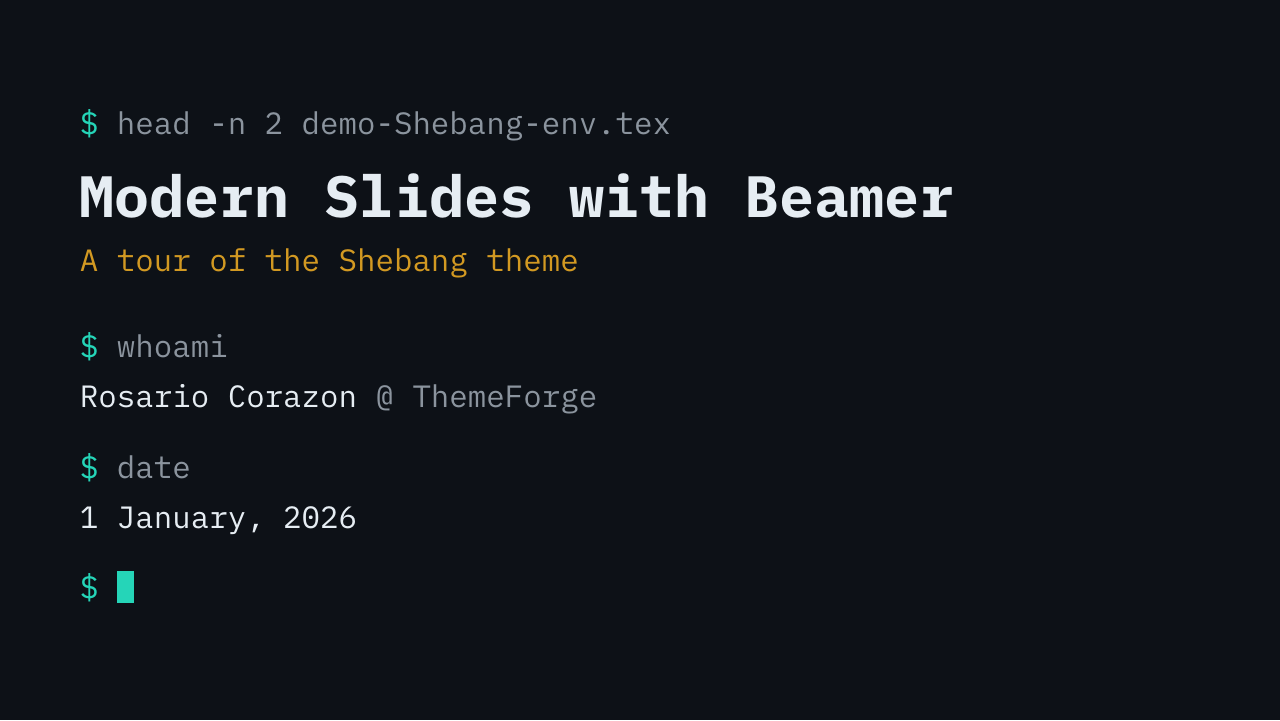 $ head -n 2 demo-Shebang-env.tex
Modern Slides with Beamer
A tour of the Shebang theme
$ whoami
Rosario Corazon @ ThemeForge
$ date
1 January, 2026
$